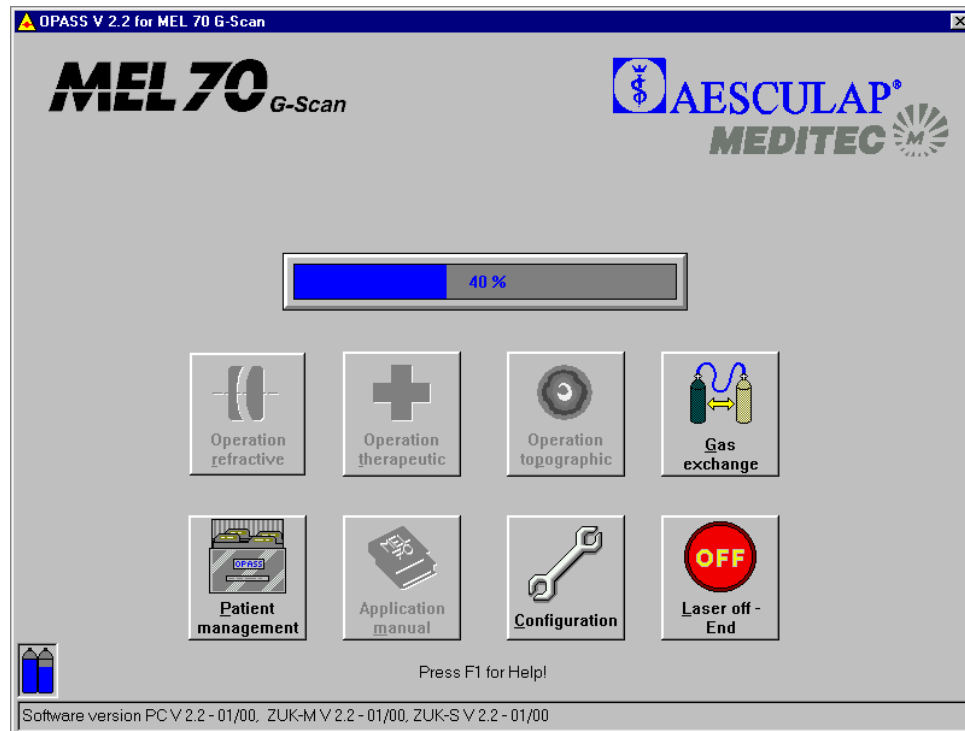 OPASS V 2.2 for MEL 70 G-Scan
MEL 70 G-Scan
AESCULAP®
MEDITEC M
40 %
Operation
refractive
Operation
therapeutic
Operation
topographic
Gas
exchange
OPASS
Patient
management
MEL
70
Application
manual
Configuration
OFF
Laser off -
End
Press F1 for Help!
Software version PC V 2.2 - 01/00, ZUK-M V 2.2 - 01/00, ZUK-S V 2.2 - 01/00